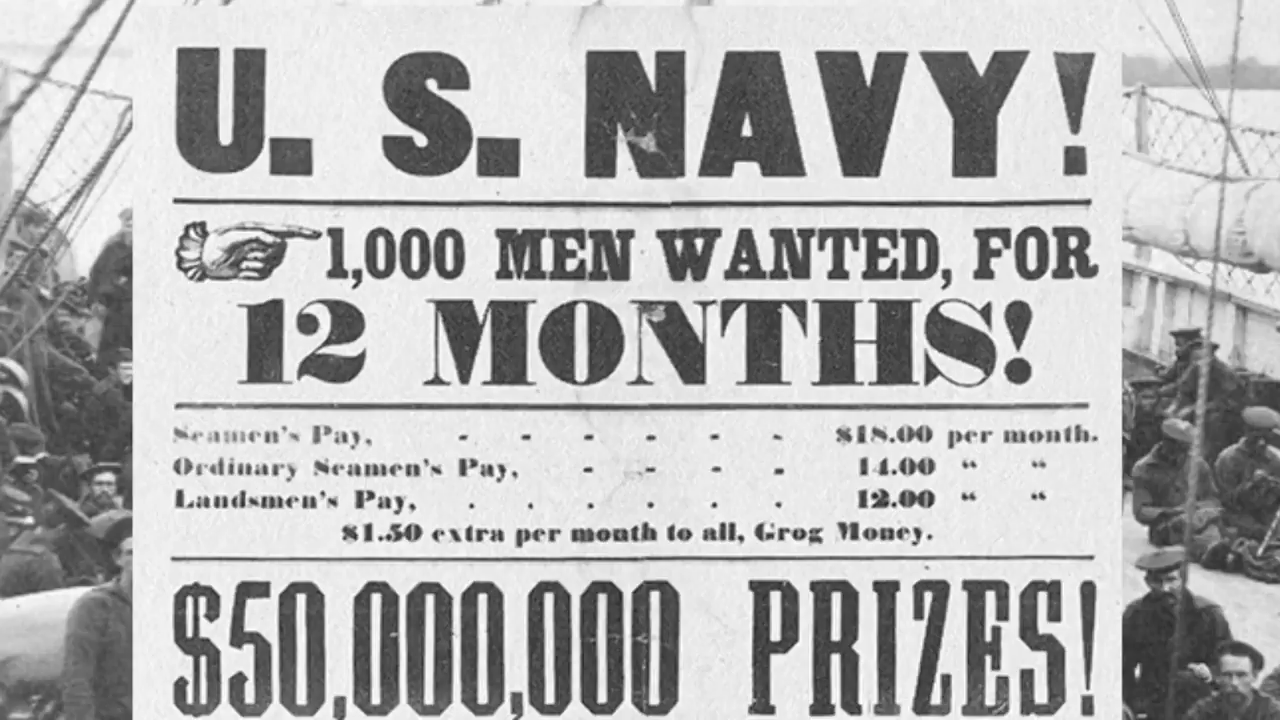 U. S. NAVY!
1,000 MEN WANTED, FOR
12 MONTHS!
Seamen's Pay, - - - - - - $18.00 per month.
Ordinary Seamen's Pay, - - - - 14.00 “ “
Landsmen's Pay, . . . . . . 12.00 “ “
$1.50 extra per month to all, Grog Money.
$50,000,000 PRIZES!